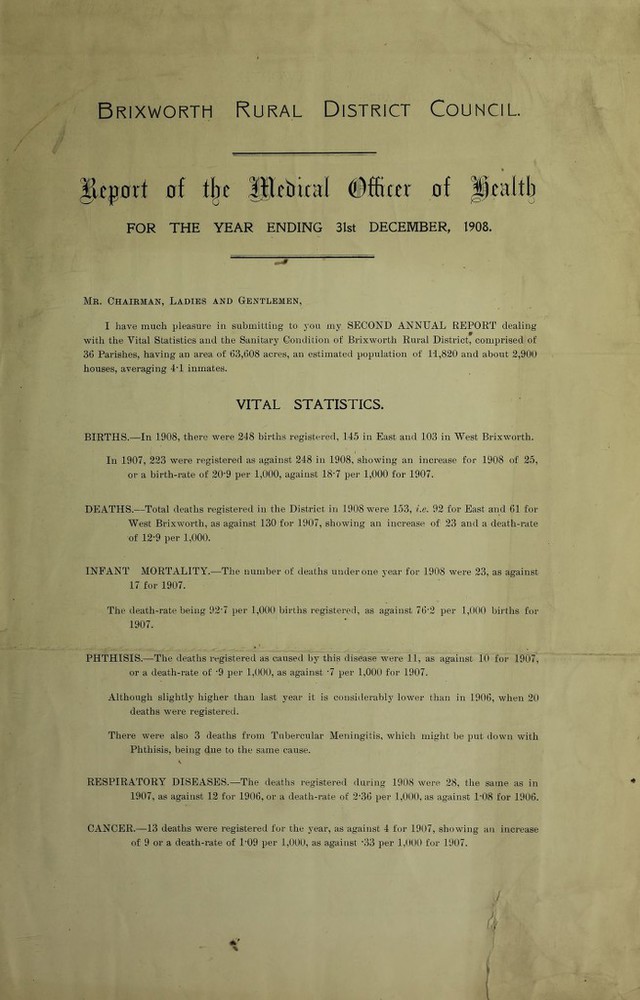 BRIXWORTH RURAL DISTRICT COUNCIL.
Report of the Medical Officer of Health
FOR THE YEAR ENDING 31st DECEMBER, 1908.
MR. CHAIRMAN, LADIES AND GENTLEMEN,
I have much pleasure in submitting to you my SECOND ANNUAL REPORT dealing
with the Vital Statistics and the Sanitary Condition of Brixworth Rural District, comprised of
36 Parishes, having an area of 63,608 acres, an estimated population of 11,820 and about 2,900
houses, averaging 4·1 inmates.
VITAL STATISTICS.
BIRTHS.—In 1908, there were 248 births registered, 145 in East and 103 in West Brixworth.
In 1907, 223 were registered as against 248 in 1908, showing an increase for 1908 of 25,
or a birth-rate of 20·9 per 1,000, against 18·7 per 1,000 for 1907.
DEATHS.—Total deaths registered in the District in 1908 were 153, i.e. 92 for East and 61 for
West Brixworth, as against 130 for 1907, showing an increase of 23 and a death-rate
of 12·9 per 1,000.
INFANT MORTALITY.—The number of deaths under one year for 1908 were 23, as against
17 for 1907.
The death-rate being 92·7 per 1,000 births registered, as against 76·2 per 1,000 births for
1907.
PHTHISIS.—The deaths registered as caused by this disease were 11, as against 10 for 1907,
or a death-rate of ·9 per 1,000, as against ·7 per 1,000 for 1907.
Although slightly higher than last year it is considerably lower than in 1906, when 20
deaths were registered.
There were also 3 deaths from Tubercular Meningitis, which might be put down with
Phthisis, being due to the same cause.
RESPIRATORY DISEASES.—The deaths registered during 1908 were 28, the same as in
1907, as against 12 for 1906, or a death-rate of 2·36 per 1,000, as against 1·08 for 1906.
CANCER.—13 deaths were registered for the year, as against 4 for 1907, showing an increase
of 9 or a death-rate of 1·09 per 1,000, as against ·33 per 1,000 for 1907.